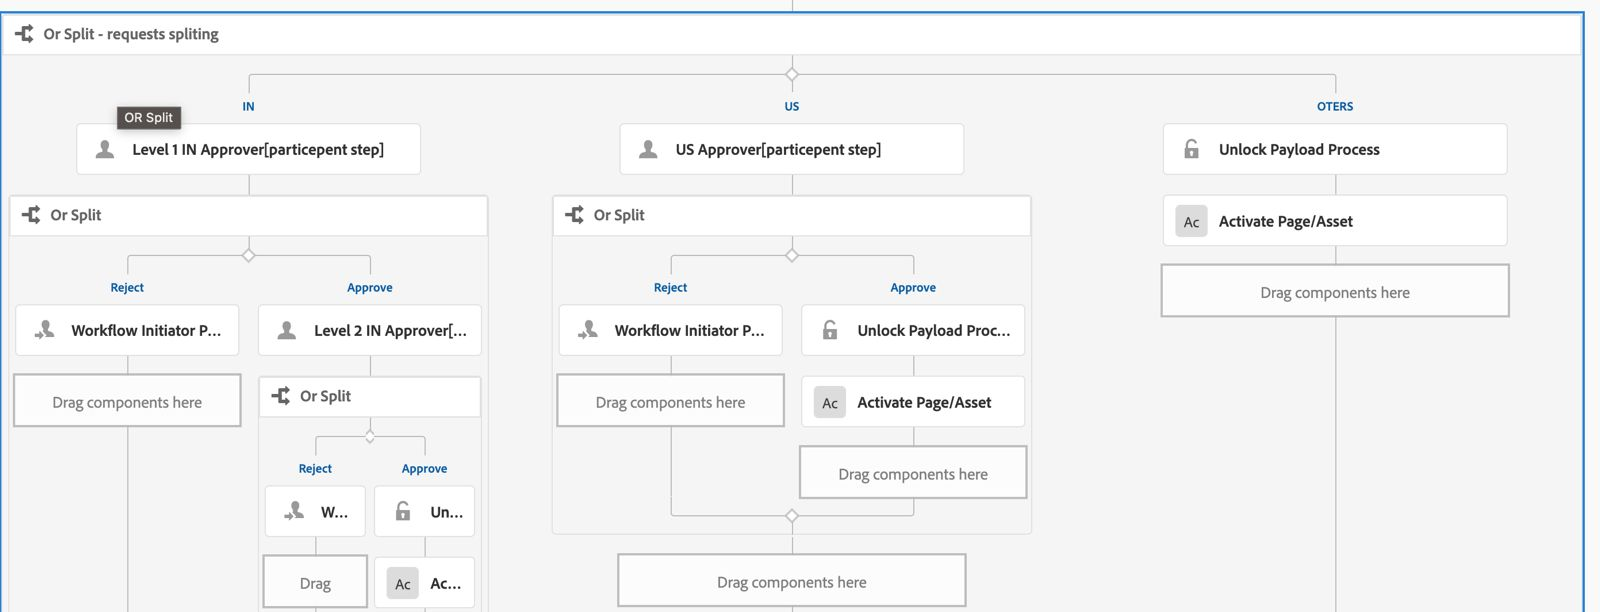 Or Split - requests spliting
IN
US
OTERS
OR Split
Level 1 IN Approver[particepent step]
US Approver[particepent step]
Unlock Payload Process
Or Split
Or Split
Ac
Activate Page/Asset
Reject
Approve
Reject
Approve
Drag components here
Workflow Initiator P...
Level 2 IN Approver[...
Workflow Initiator P...
Unlock Payload Proc...
Drag components here
Or Split
Drag components here
Ac
Activate Page/Asset
Reject
Approve
Drag components here
W...
Un...
Drag
Ac
Ac...
Drag components here